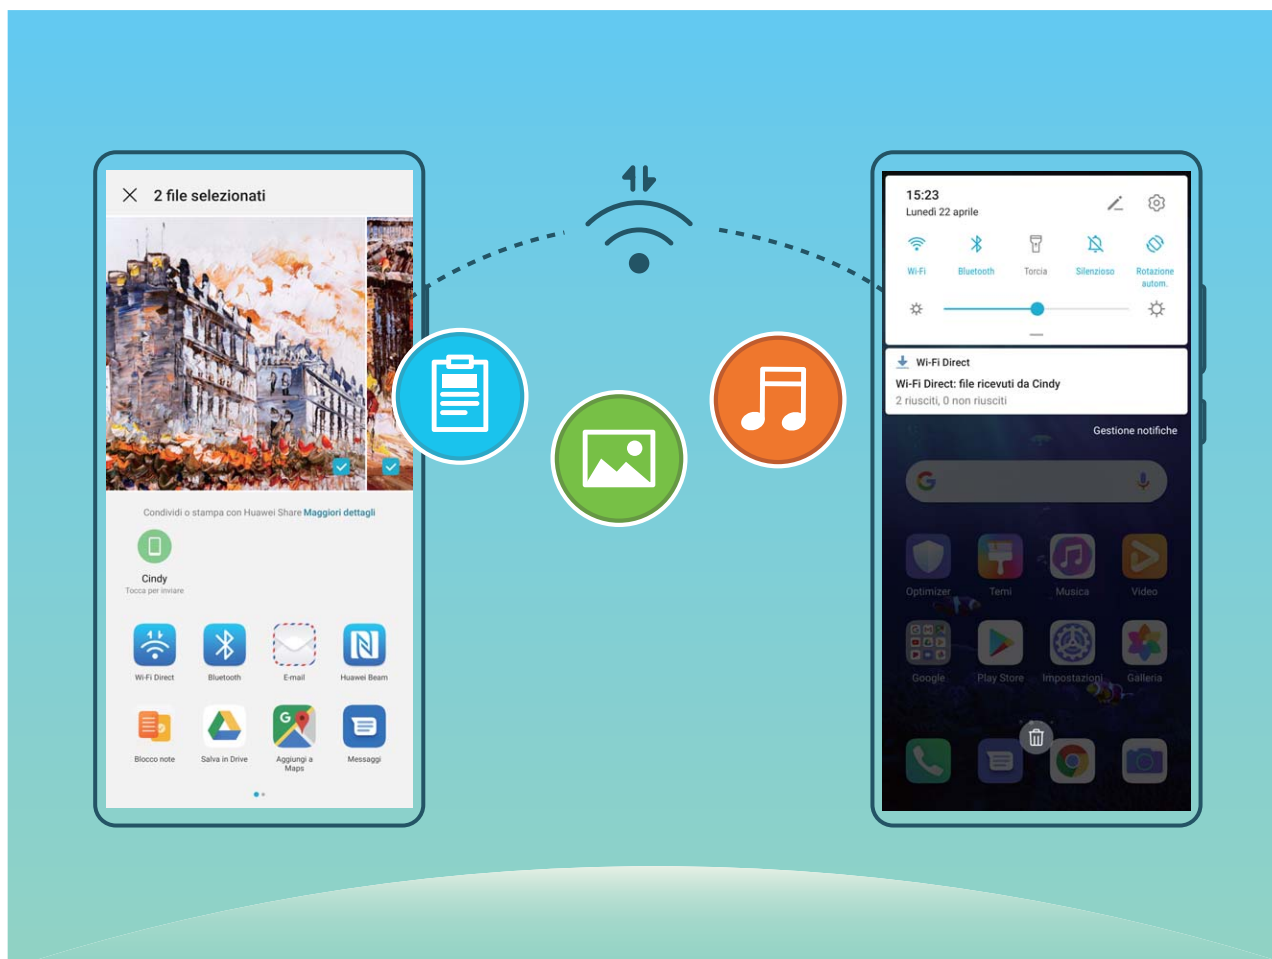 2 file selezionati
Condividi o stampa con Huawei Share Maggiori dettagli
Cindy
Tocca per inviare
Wi-Fi Direct
Bluetooth
E-mail
Huawei Beam
Blocco note
Salva in Drive
Aggiungi a
Maps
Messaggi
15:23
Lunedì 22 aprile
Wi-Fi
Bluetooth
Torcia
Silenzioso
Rotazione
autom.
Wi-Fi Direct
Wi-Fi Direct: file ricevuti da Cindy
2 riusciti, 0 non riusciti
Gestione notifiche
Optimizer
Temi
Musica
Video
Google
Play Store
Impostazioni
Galleria